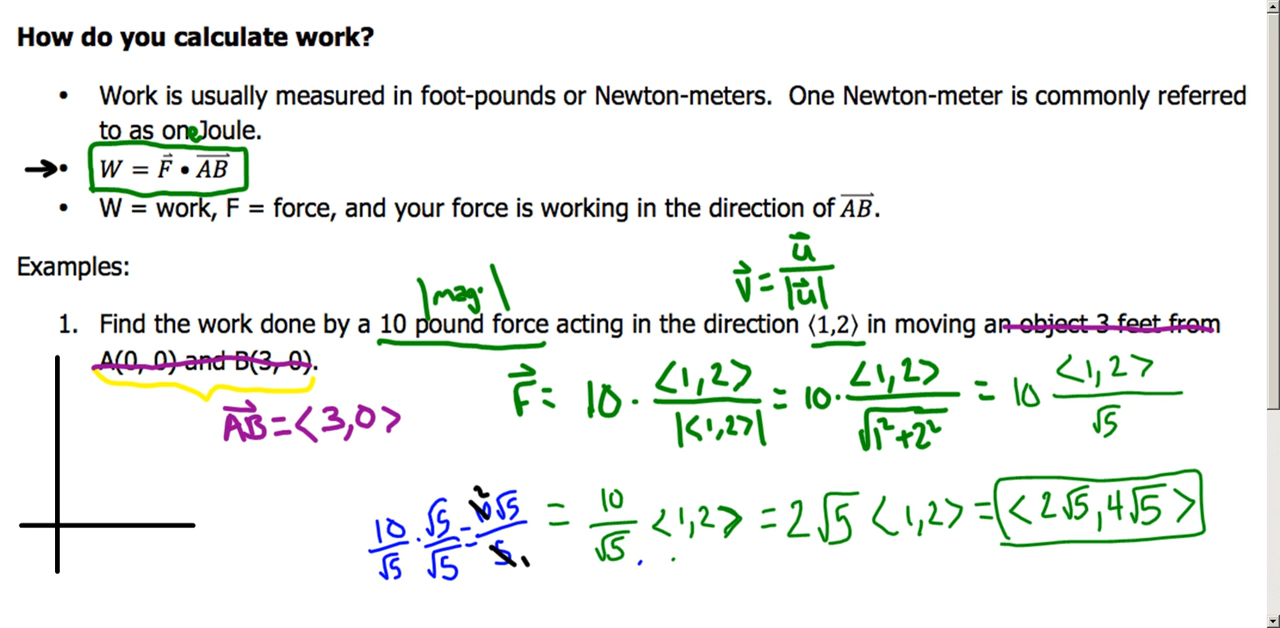 How do you calculate work?
• Work is usually measured in foot-pounds or Newton-meters. One Newton-meter is commonly referred
to as one Joule.
• W = F⃗ • A⃗B⃗
• W = work, F = force, and your force is working in the direction of A⃗B⃗.
Examples:
v⃗ = u⃗ / |u⃗|
|mag.|
1. Find the work done by a 10 pound force acting in the direction ⟨1,2⟩ in moving an object 3 feet from
A(0, 0) and B(3, 0).
A⃗B⃗ = <3,0>
F⃗ = 10 · <1,2> / |<1,2>| = 10 · <1,2> / √(1²+2²) = 10 <1,2> / √5
10/√5 · √5/√5 = 10√5/5 2 1
= 10/√5 <1,2> = 2√5 <1,2> = <2√5, 4√5>